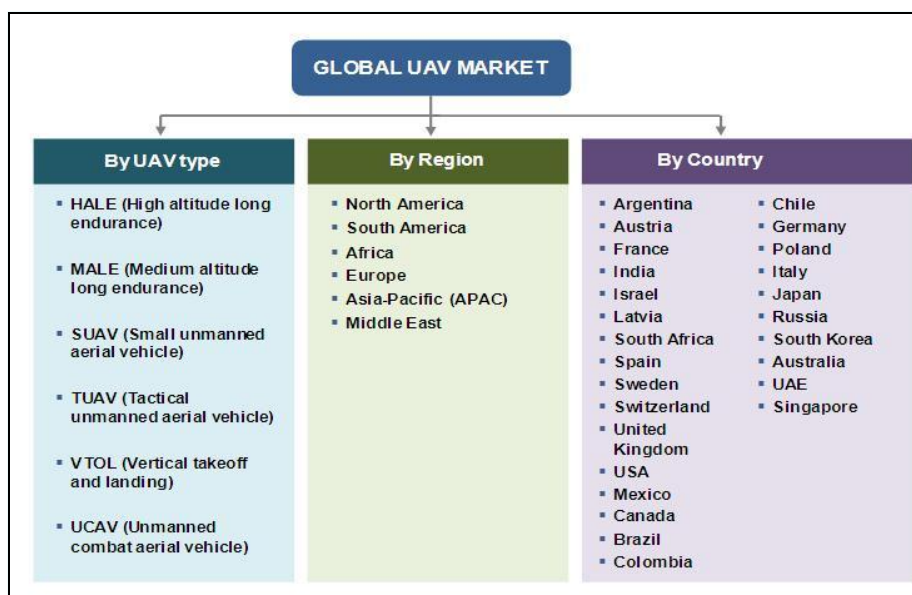 GLOBAL UAV MARKET
By UAV type
HALE (High altitude long
endurance)
MALE (Medium altitude
long endurance)
SUAV (Small unmanned
aerial vehicle)
TUAV (Tactical
unmanned aerial vehicle)
VTOL (Vertical takeoff
and landing)
UCAV (Unmanned
combat aerial vehicle)
By Region
North America
South America
Africa
Europe
Asia-Pacific (APAC)
Middle East
By Country
Argentina
Austria
France
India
Israel
Latvia
South Africa
Spain
Sweden
Switzerland
United
Kingdom
USA
Mexico
Canada
Brazil
Colombia
Chile
Germany
Poland
Italy
Japan
Russia
South Korea
Australia
UAE
Singapore